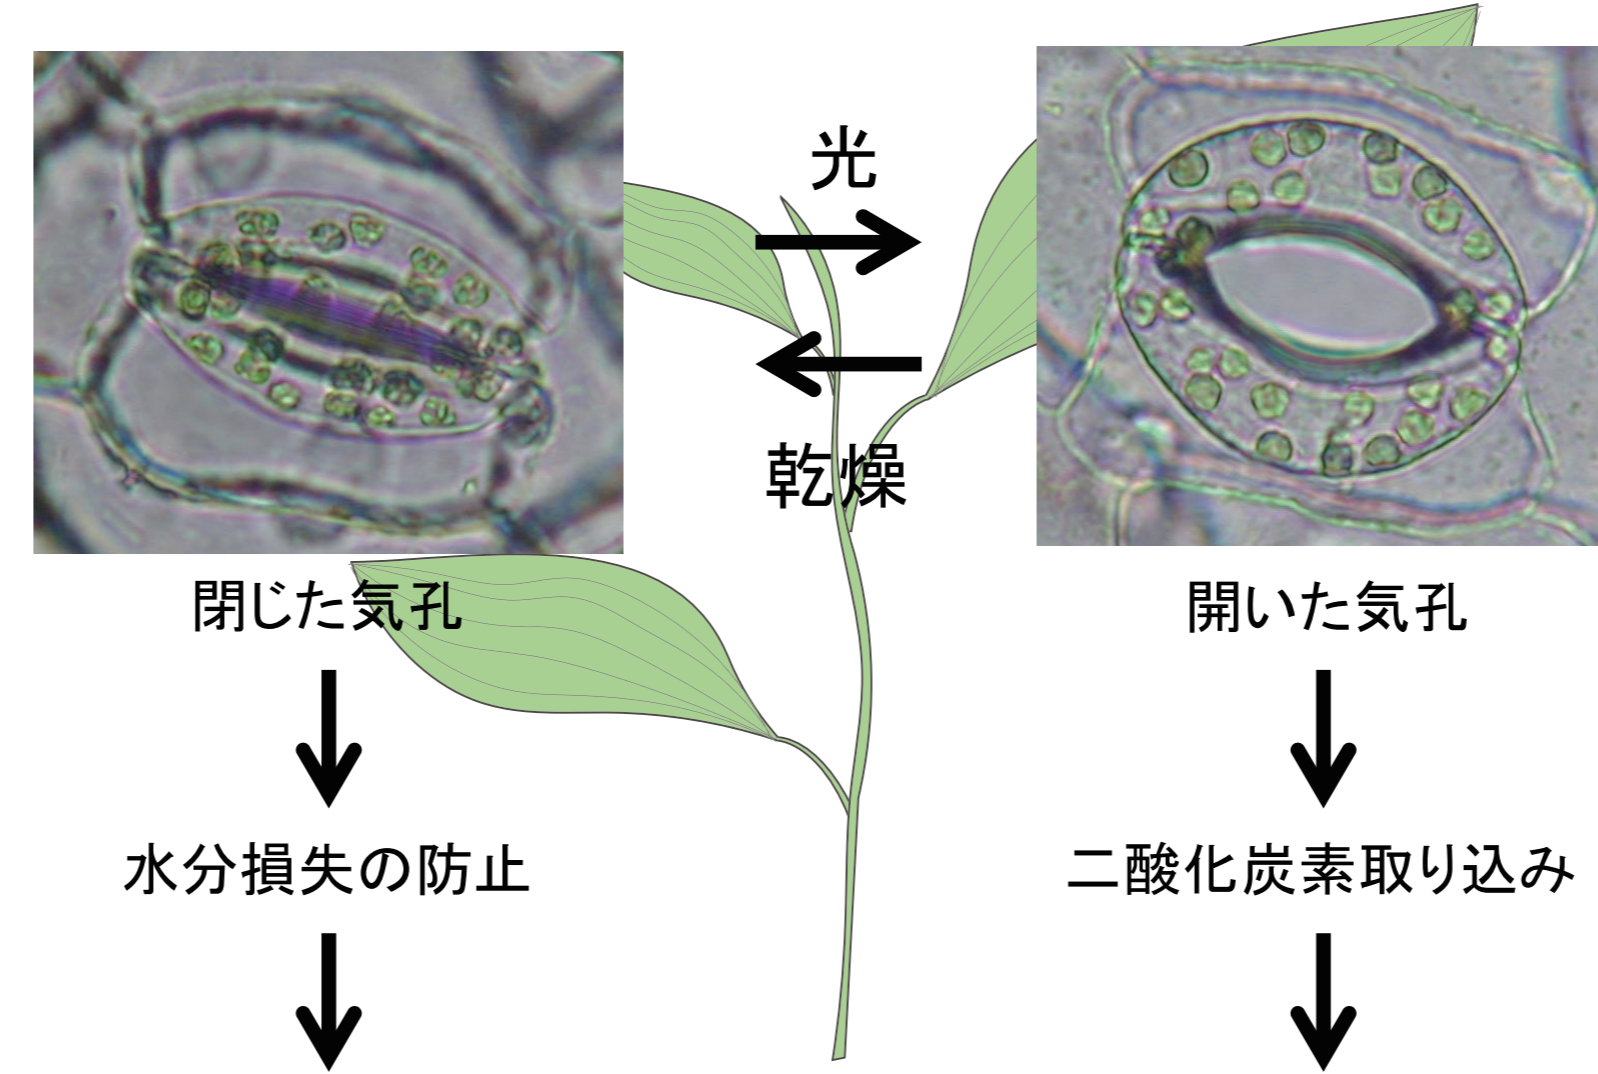 光
乾燥
閉じた気孔
開いた気孔
水分損失の防止
二酸化炭素取り込み